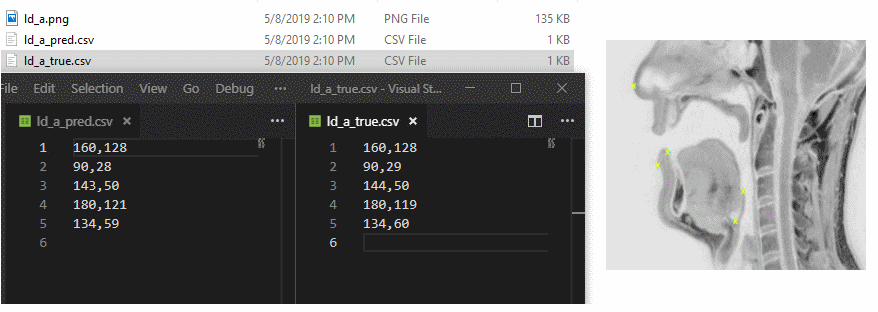 ld_a.png 5/8/2019 2:10 PM PNG File 135 KB
ld_a_pred.csv 5/8/2019 2:10 PM CSV File 1 KB
ld_a_true.csv 5/8/2019 2:10 PM CSV File 1 KB
File Edit Selection View Go Debug ··· ld_a_true.csv - Visual St...
ld_a_pred.csv ···
1 160,128
2 90,28
3 143,50
4 180,121
5 134,59
6
ld_a_true.csv ···
1 160,128
2 90,29
3 144,50
4 180,119
5 134,60
6